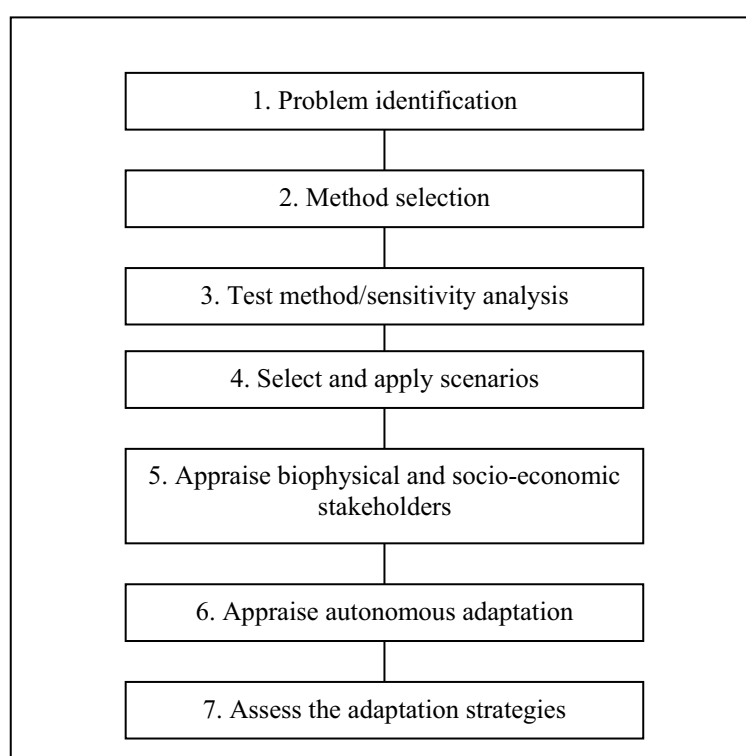 1. Problem identification
2. Method selection
3. Test method/sensitivity analysis
4. Select and apply scenarios
5. Appraise biophysical and socio-economic
stakeholders
6. Appraise autonomous adaptation
7. Assess the adaptation strategies